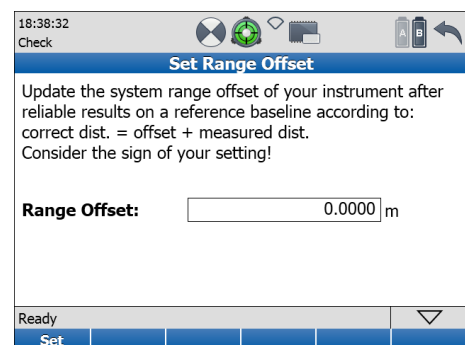 18:38:32
Check
A B
Set Range Offset
Update the system range offset of your instrument after
reliable results on a reference baseline according to:
correct dist. = offset + measured dist.
Consider the sign of your setting!
Range Offset: 0.0000 m
Ready
Set